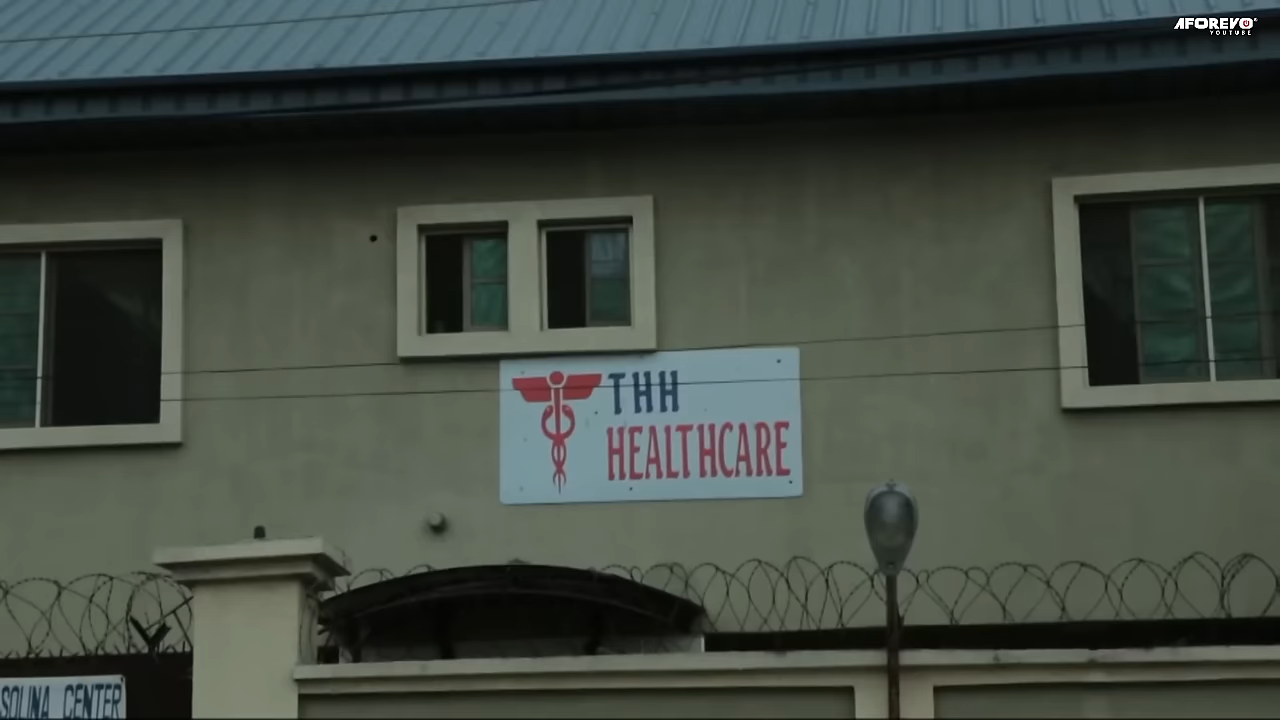 AFOREVO
YOUTUBE
THH
HEALTHCARE
SOLINA CENTER